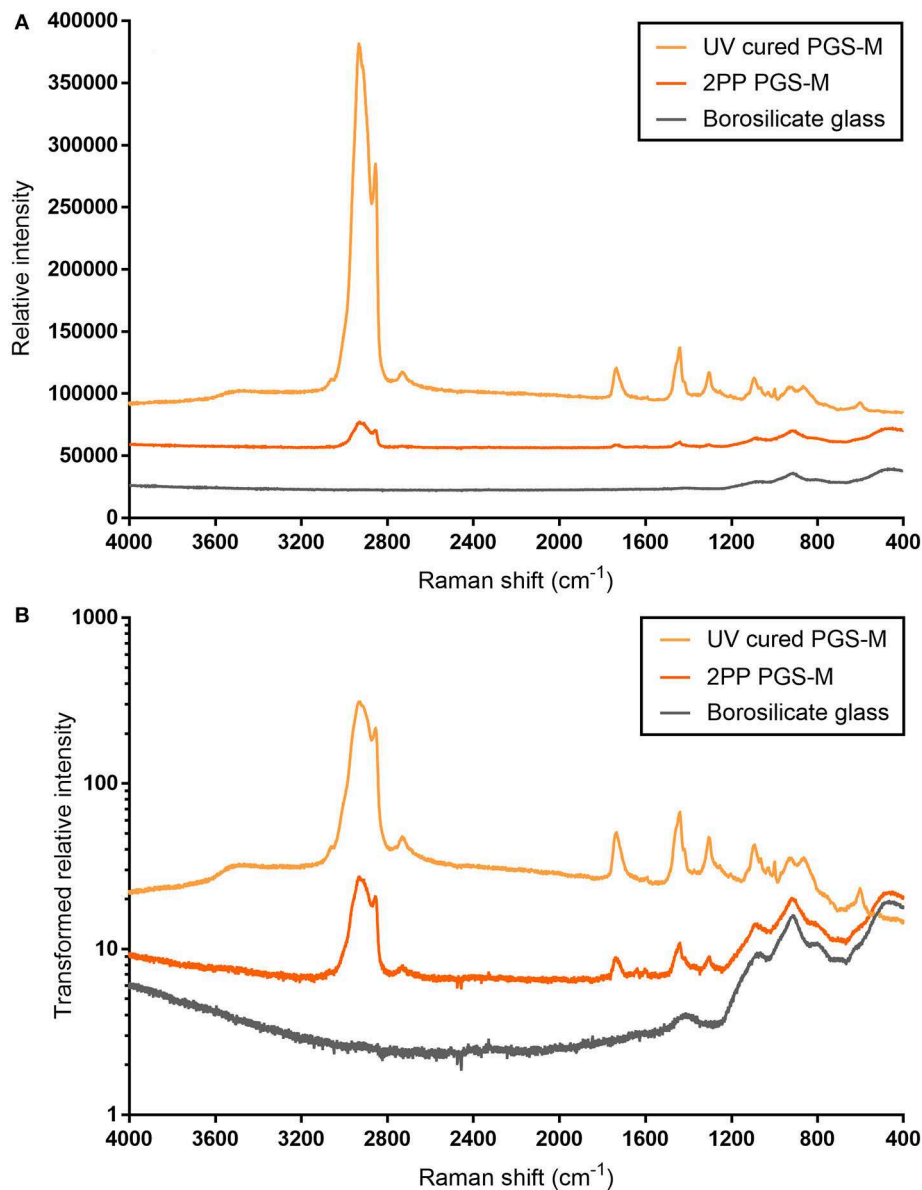 A
400000
350000
300000
250000
200000
150000
100000
50000
0
Relative intensity
UV cured PGS-M
2PP PGS-M
Borosilicate glass
4000 3600 3200 2800 2400 2000 1600 1200 800 400
Raman shift (cm⁻¹)
B
1000
100
10
1
Transformed relative intensity
UV cured PGS-M
2PP PGS-M
Borosilicate glass
4000 3600 3200 2800 2400 2000 1600 1200 800 400
Raman shift (cm⁻¹)